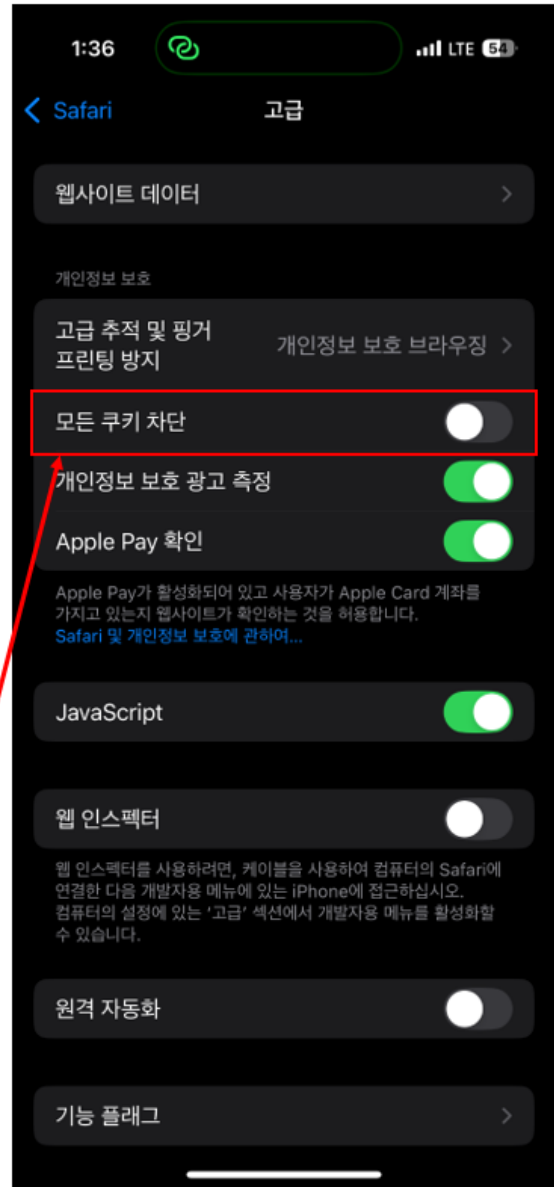 1:36 LTE 54
Safari 고급
웹사이트 데이터
개인정보 보호
고급 추적 및 핑거
프린팅 방지
개인정보 보호 브라우징
모든 쿠키 차단
개인정보 보호 광고 측정
Apple Pay 확인
Apple Pay가 활성화되어 있고 사용자가 Apple Card 계좌를
가지고 있는지 웹사이트가 확인하는 것을 허용합니다.
Safari 및 개인정보 보호에 관하여...
JavaScript
웹 인스펙터
웹 인스펙터를 사용하려면, 케이블을 사용하여 컴퓨터의 Safari에
연결한 다음 개발자용 메뉴에 있는 iPhone에 접근하십시오.
컴퓨터의 설정에 있는 ‘고급’ 섹션에서 개발자용 메뉴를 활성화할
수 있습니다.
원격 자동화
기능 플래그